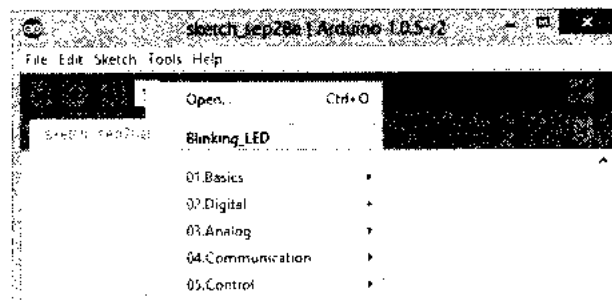 sketch_sep28a | Arduino 1.0.5-r2
File Edit Sketch Tools Help
Open... Ctrl+O
Blinking_LED
01.Basics
02.Digital
03.Analog
04.Communication
05.Control